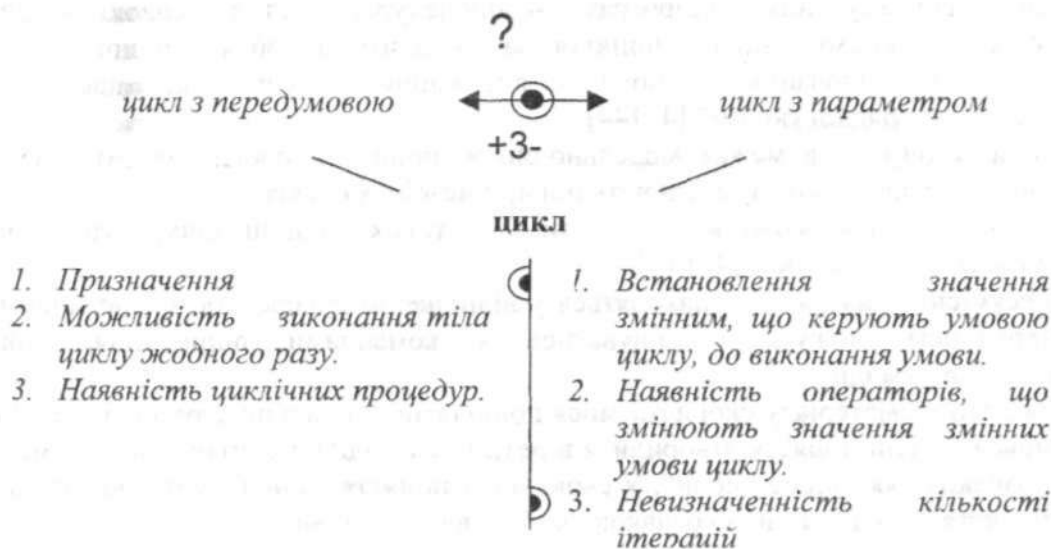 ?
цикл з передумовою
цикл з параметром
+3-
цикл
1. Призначення
2. Можливість зиконання тіла
циклу жодного разу.
3. Наявність циклічних процедур.
1. Встановлення значення
змінним, що керують умовою
циклу, до виконання умови.
2. Наявність операторів, що
змінюють значення змінних
умови циклу.
3. Невизначенність кількості
ітерацій